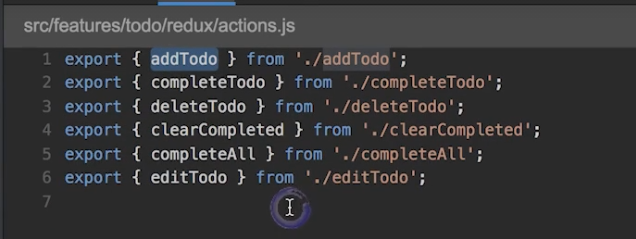 src/features/todo/redux/actions.js
1 export { addTodo } from './addTodo';
2 export { completeTodo } from './completeTodo';
3 export { deleteTodo } from './deleteTodo';
4 export { clearCompleted } from './clearCompleted';
5 export { completeAll } from './completeAll';
6 export { editTodo } from './editTodo';
7